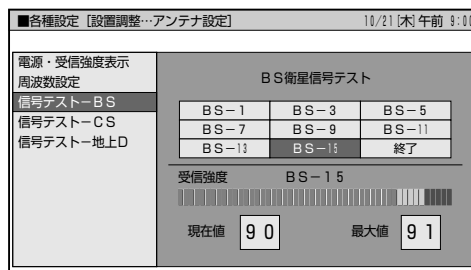 ■各種設定［設置調整…アンテナ設定］ 10/21[木]午前 9:00
電源・受信強度表示
周波数設定
信号テスト－ＢＳ
信号テスト－ＣＳ
信号テスト－地上Ｄ
ＢＳ衛星信号テスト
ＢＳ－１ ＢＳ－３ ＢＳ－５
ＢＳ－７ ＢＳ－９ ＢＳ－11
ＢＳ－13 ＢＳ－15 終了
受信強度 ＢＳ－１５
現在値 ９０ 最大値 ９１